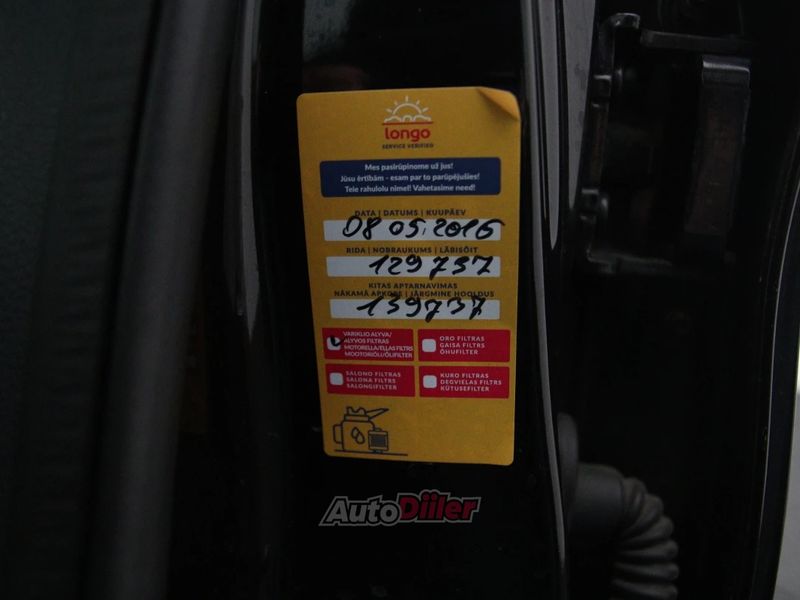 longo
SERVICE VERIFIED
Mes pasirūpinome už jus!
Jūsu ērtībām - esam par to parūpējušies!
Teie rahulolu nimel! Vahetasime need!
DATA | DATUMS | KUUPÄEV
08 05. 2016
RIDA | NOBRAUKUMS | LÄBISÕIT
129737
KITAS APTARNAVIMAS
NĀKAMĀ APKOPE | JÄRGMINE HOOLDUS
139737
VARIKLIO ALYVA/
ALYVOS FILTRAS
MOTOREĻĻA/EĻĻAS FILTRS
MOOTORIÕLI/ÕLIFILTER
ORO FILTRAS
GAISA FILTRS
ÕHUFILTER
SALONO FILTRAS
SALONA FILTRS
SALONGIFILTER
KURO FILTRAS
DEGVIELAS FILTRS
KÜTUSEFILTER
AutoDiiler